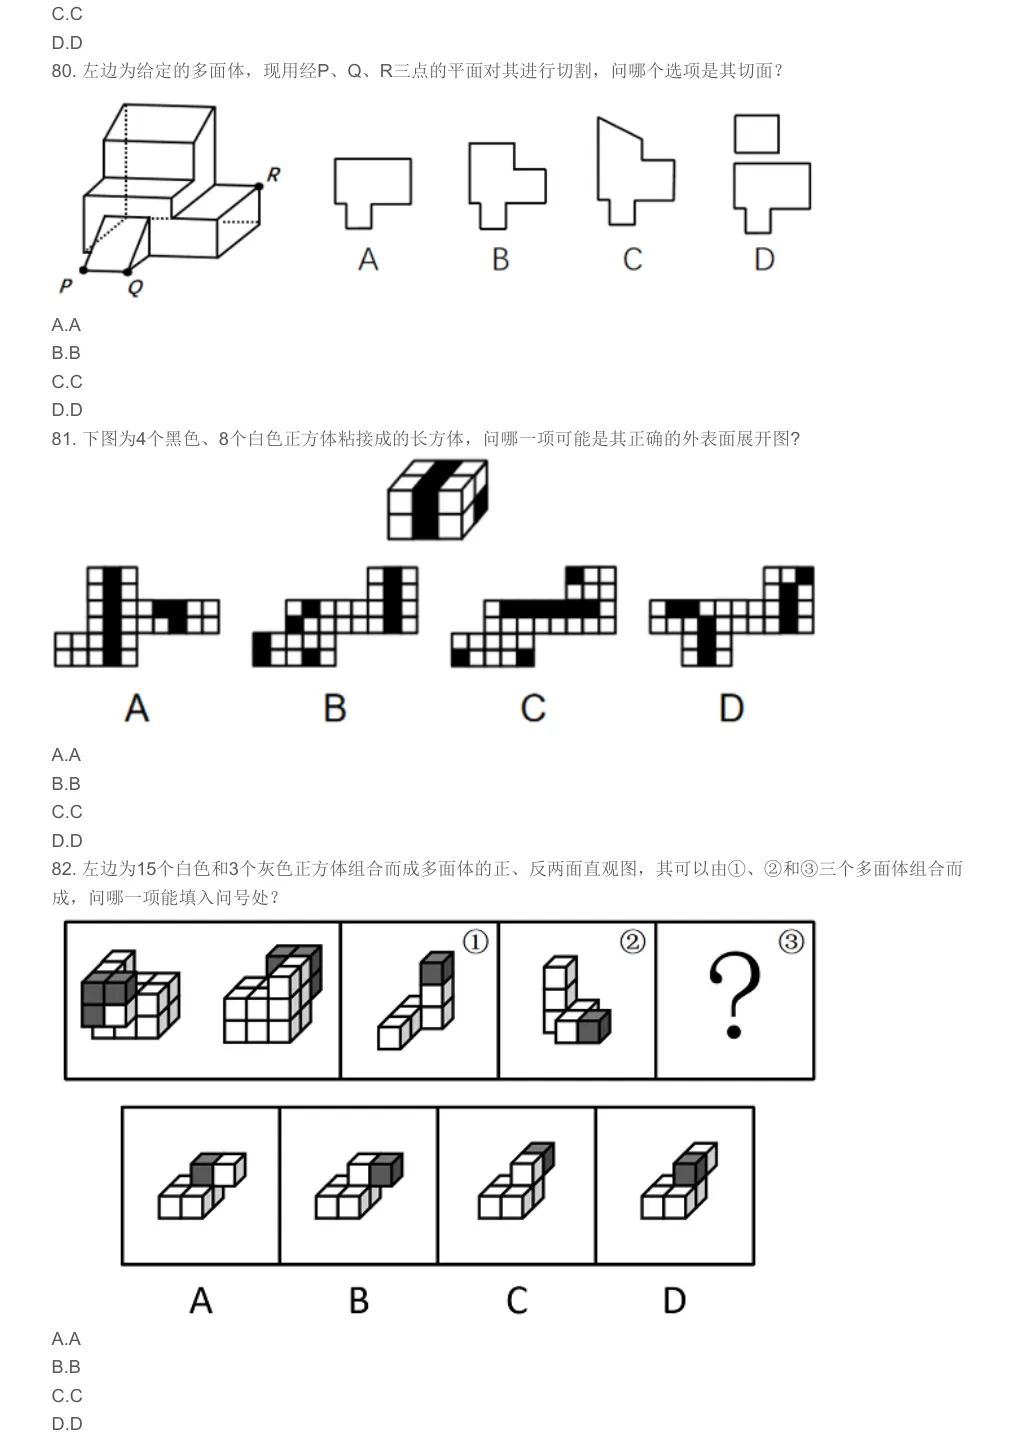 C.C
D.D
80. 左边为给定的多面体，现用经P、Q、R三点的平面对其进行切割，问哪个选项是其切面？
R
P
Q
A
B
C
D
A.A
B.B
C.C
D.D
81. 下图为4个黑色、8个白色正方体粘接成的长方体，问哪一项可能是其正确的外表面展开图?
A
B
C
D
A.A
B.B
C.C
D.D
82. 左边为15个白色和3个灰色正方体组合而成多面体的正、反两面直观图，其可以由①、②和③三个多面体组合而
成，问哪一项能填入问号处？
①
②
③
?
A
B
C
D
A.A
B.B
C.C
D.D